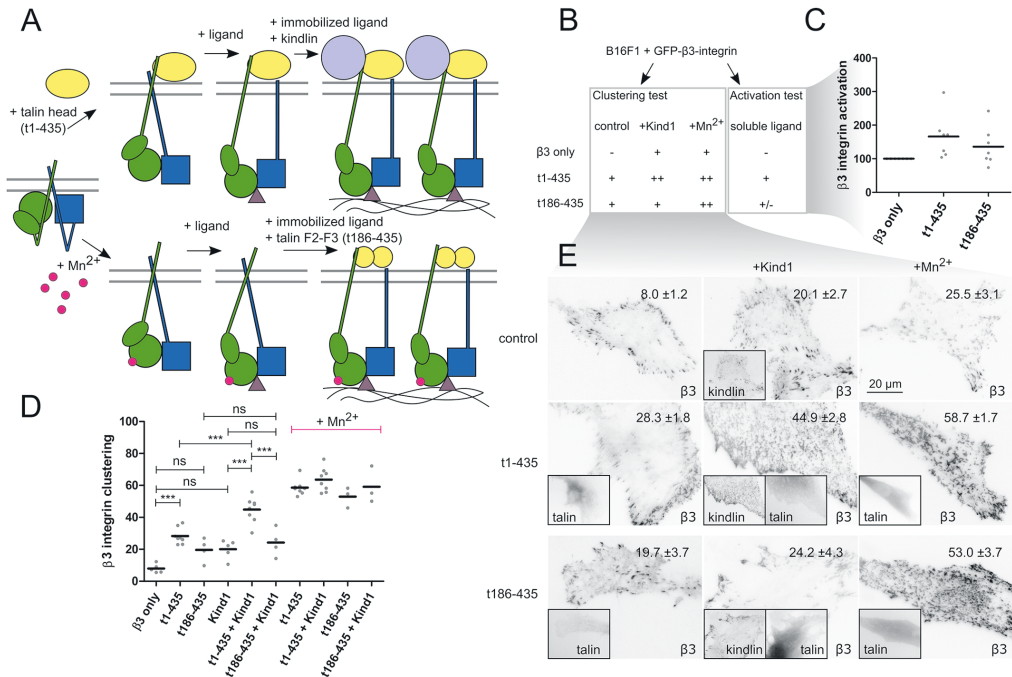 A
+ ligand
+ immobilized ligand
+ kindlin
+ talin head
(t1-435)
+ Mn2+
+ ligand
+ immobilized ligand
+ talin F2-F3 (t186-435)
B
B16F1 + GFP-β3-integrin
Clustering test
Activation test
control +Kind1 +Mn2+ soluble ligand
β3 only - + + -
t1-435 + ++ ++ +
t186-435 + + ++ +/-
C
β3 integrin activation
400
300
200
100
0
β3 only
t1-435
t186-435
D
β3 integrin clustering
100
80
60
40
20
0
ns
ns
+ Mn2+
***
***
***
ns
ns
***
β3 only
t1-435
t186-435
Kind1
t1-435 + Kind1
t186-435 + Kind1
t1-435
t1-435 + Kind1
t186-435
t186-435 + Kind1
E
+Kind1
+Mn2+
control
8.0 ±1.2
β3
20.1 ±2.7
kindlin
β3
25.5 ±3.1
20 µm
β3
t1-435
28.3 ±1.8
talin
β3
44.9 ±2.8
kindlin
talin
β3
58.7 ±1.7
talin
β3
t186-435
19.7 ±3.7
talin
β3
24.2 ±4.3
kindlin
talin
β3
53.0 ±3.7
talin
β3